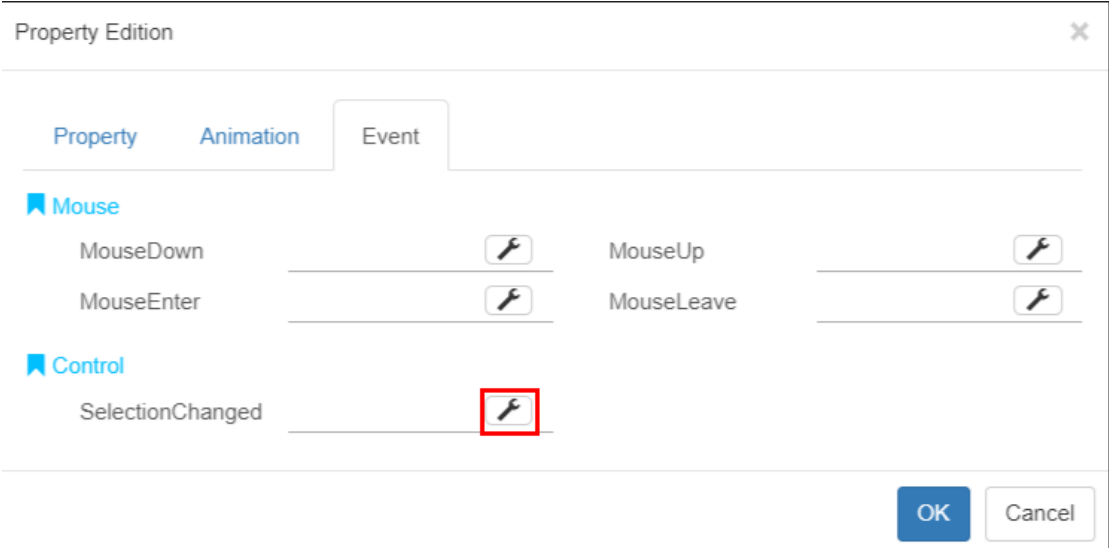 Property Edition
×
Property Animation Event
Mouse
MouseDown MouseUp
MouseEnter MouseLeave
Control
SelectionChanged
OK Cancel